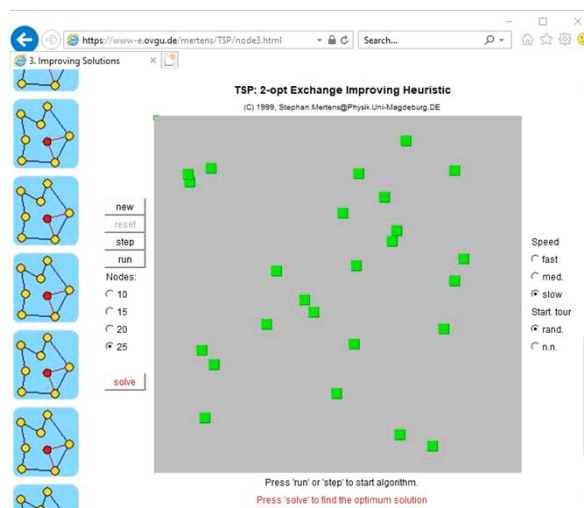 https://www-e.ovgu.de/mertens/TSP/node3.html
Search...
3. Improving Solutions
TSP: 2-opt Exchange Improving Heuristic
(C) 1999, Stephan.Mertens@Physik.Uni-Magdeburg.DE
new
reset
step
run
Nodes:
10
15
20
25
solve
Speed
fast
med.
slow
Start. tour
rand.
n.n.
Press 'run' or 'step' to start algorithm.
Press 'solve' to find the optimum solution